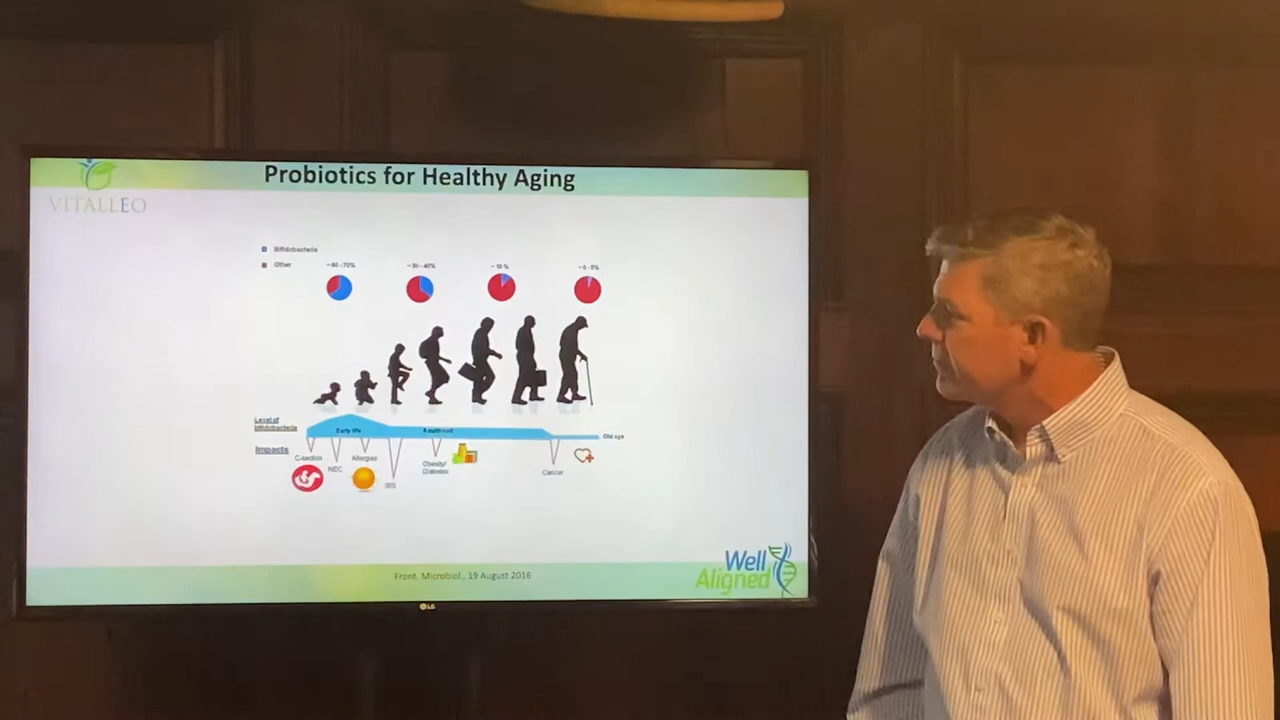 Probiotics for Healthy Aging
VITALLEO
Bifidobacteria
Other
~60 - 70%
~30 - 40%
~ 10 %
~ 0 - 5%
Level of
bifidobacteria
Early life
Adulthood
Old age
Impacts
C-section
NEC
Allergies
IBS
Obesity/
Diabetes
Cancer
Well
Aligned
Front. Microbiol., 19 August 2016
LG